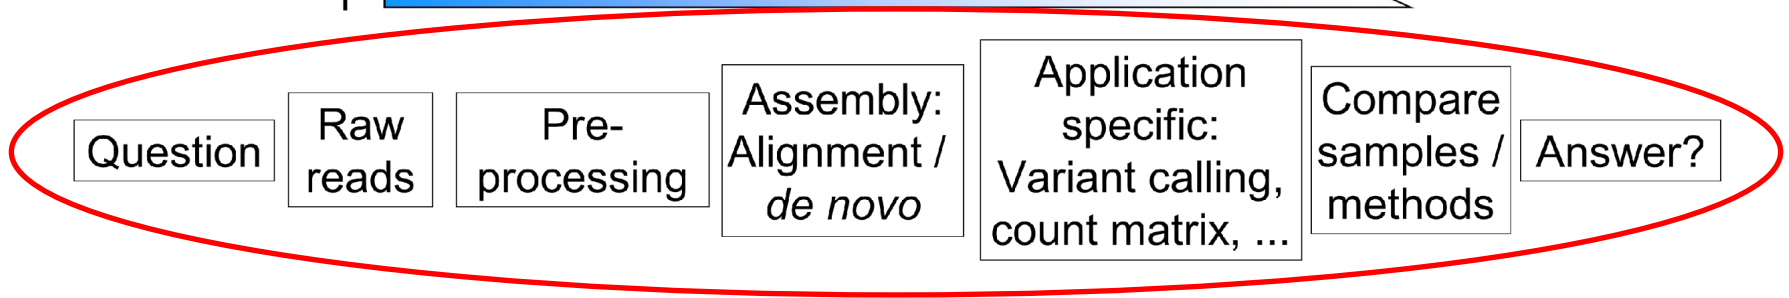 Question
Raw
reads
Pre-
processing
Assembly:
Alignment /
de novo
Application
specific:
Variant calling,
count matrix, ...
Compare
samples /
methods
Answer?